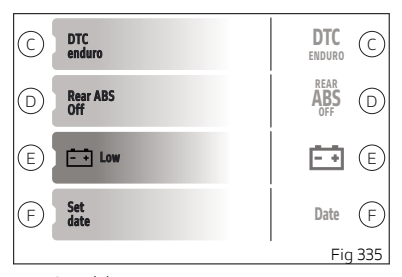 C DTC enduro DTC ENDURO C
D Rear ABS Off REAR ABS OFF D
E - + Low - + E
F Set date Date F
Fig 335